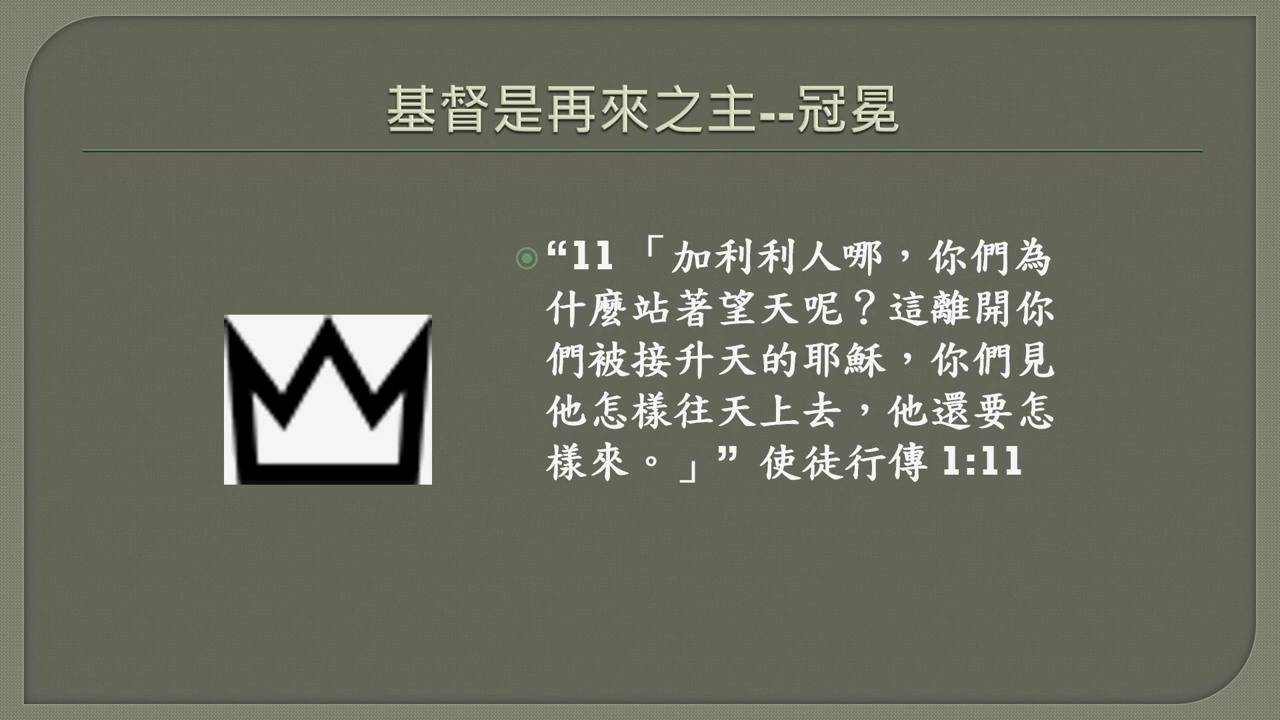 基督是再來之主--冠冕
“11 「加利利人哪，你們為
什麼站著望天呢？這離開你
們被接升天的耶穌，你們見
他怎樣往天上去，他還要怎
樣來。」” 使徒行傳 1:11